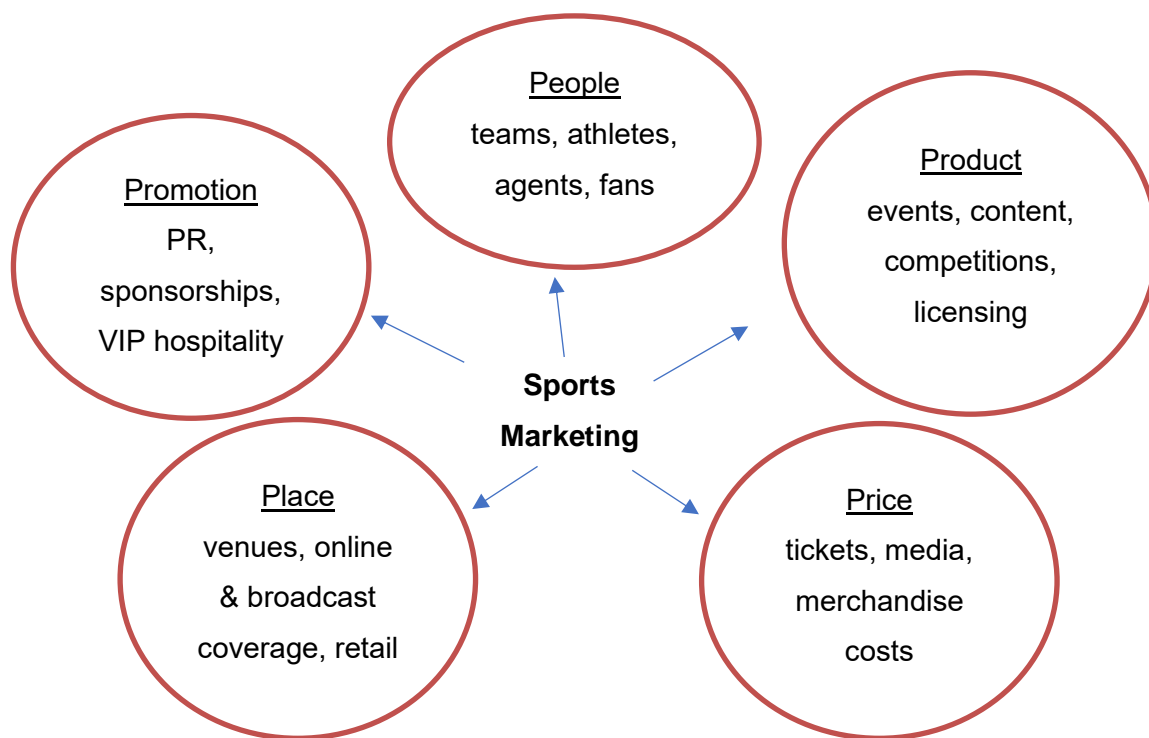 People
teams, athletes,
agents, fans
Promotion
PR,
sponsorships,
VIP hospitality
Product
events, content,
competitions,
licensing
Sports
Marketing
Place
venues, online
& broadcast
coverage, retail
Price
tickets, media,
merchandise
costs